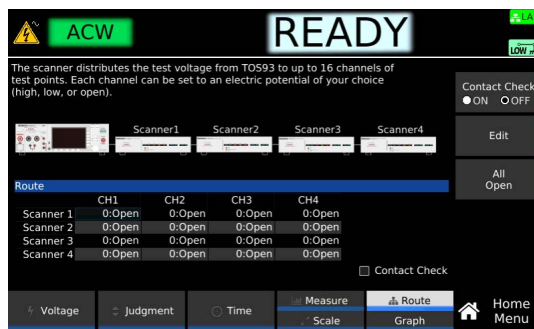 ACW
READY
LA
LOW
The scanner distributes the test voltage from TOS93 to up to 16 channels of
test points. Each channel can be set to an electric potential of your choice
(high, low, or open).
Contact Check
ON OFF
Edit
All
Open
Scanner1 Scanner2 Scanner3 Scanner4
Route
CH1 CH2 CH3 CH4
Scanner 1 0:Open 0:Open 0:Open 0:Open
Scanner 2 0:Open 0:Open 0:Open 0:Open
Scanner 3 0:Open 0:Open 0:Open 0:Open
Scanner 4 0:Open 0:Open 0:Open 0:Open
Contact Check
Voltage Judgment Time Measure Route Home
Scale Graph Menu